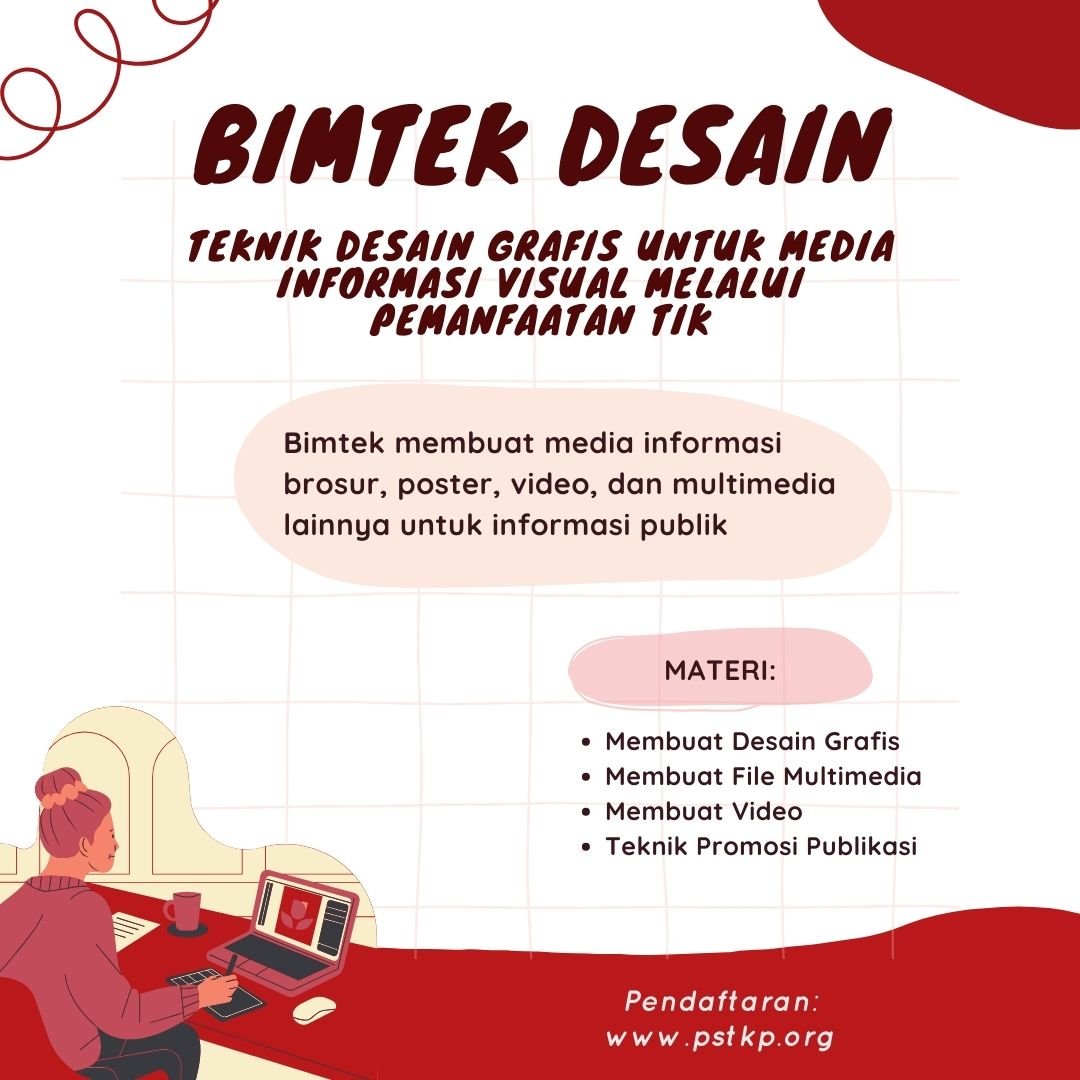 BIMTEK DESAIN
TEKNIK DESAIN GRAFIS UNTUK MEDIA
INFORMASI VISUAL MELALUI
PEMANFAATAN TIK
Bimtek membuat media informasi
brosur, poster, video, dan multimedia
lainnya untuk informasi publik
MATERI:
• Membuat Desain Grafis
• Membuat File Multimedia
• Membuat Video
• Teknik Promosi Publikasi
Pendaftaran:
www.pstkp.org